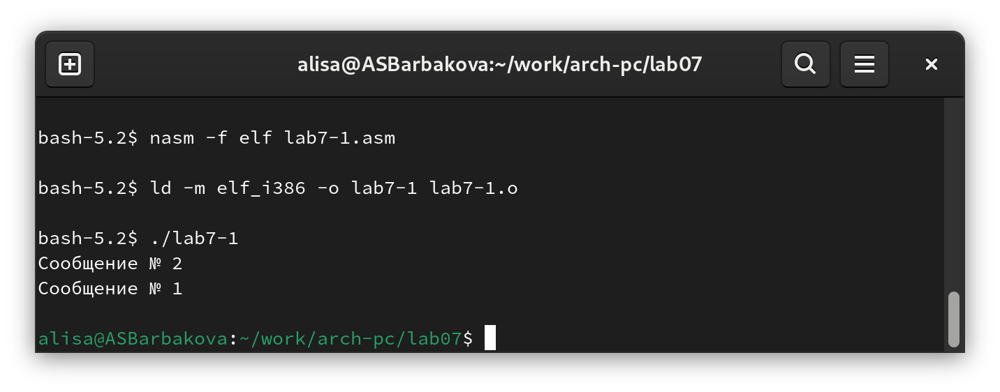 alisa@ASBarbakova:~/work/arch-pc/lab07
bash-5.2$ nasm -f elf lab7-1.asm
bash-5.2$ ld -m elf_i386 -o lab7-1 lab7-1.o
bash-5.2$ ./lab7-1
Сообщение № 2
Сообщение № 1
alisa@ASBarbakova:~/work/arch-pc/lab07$